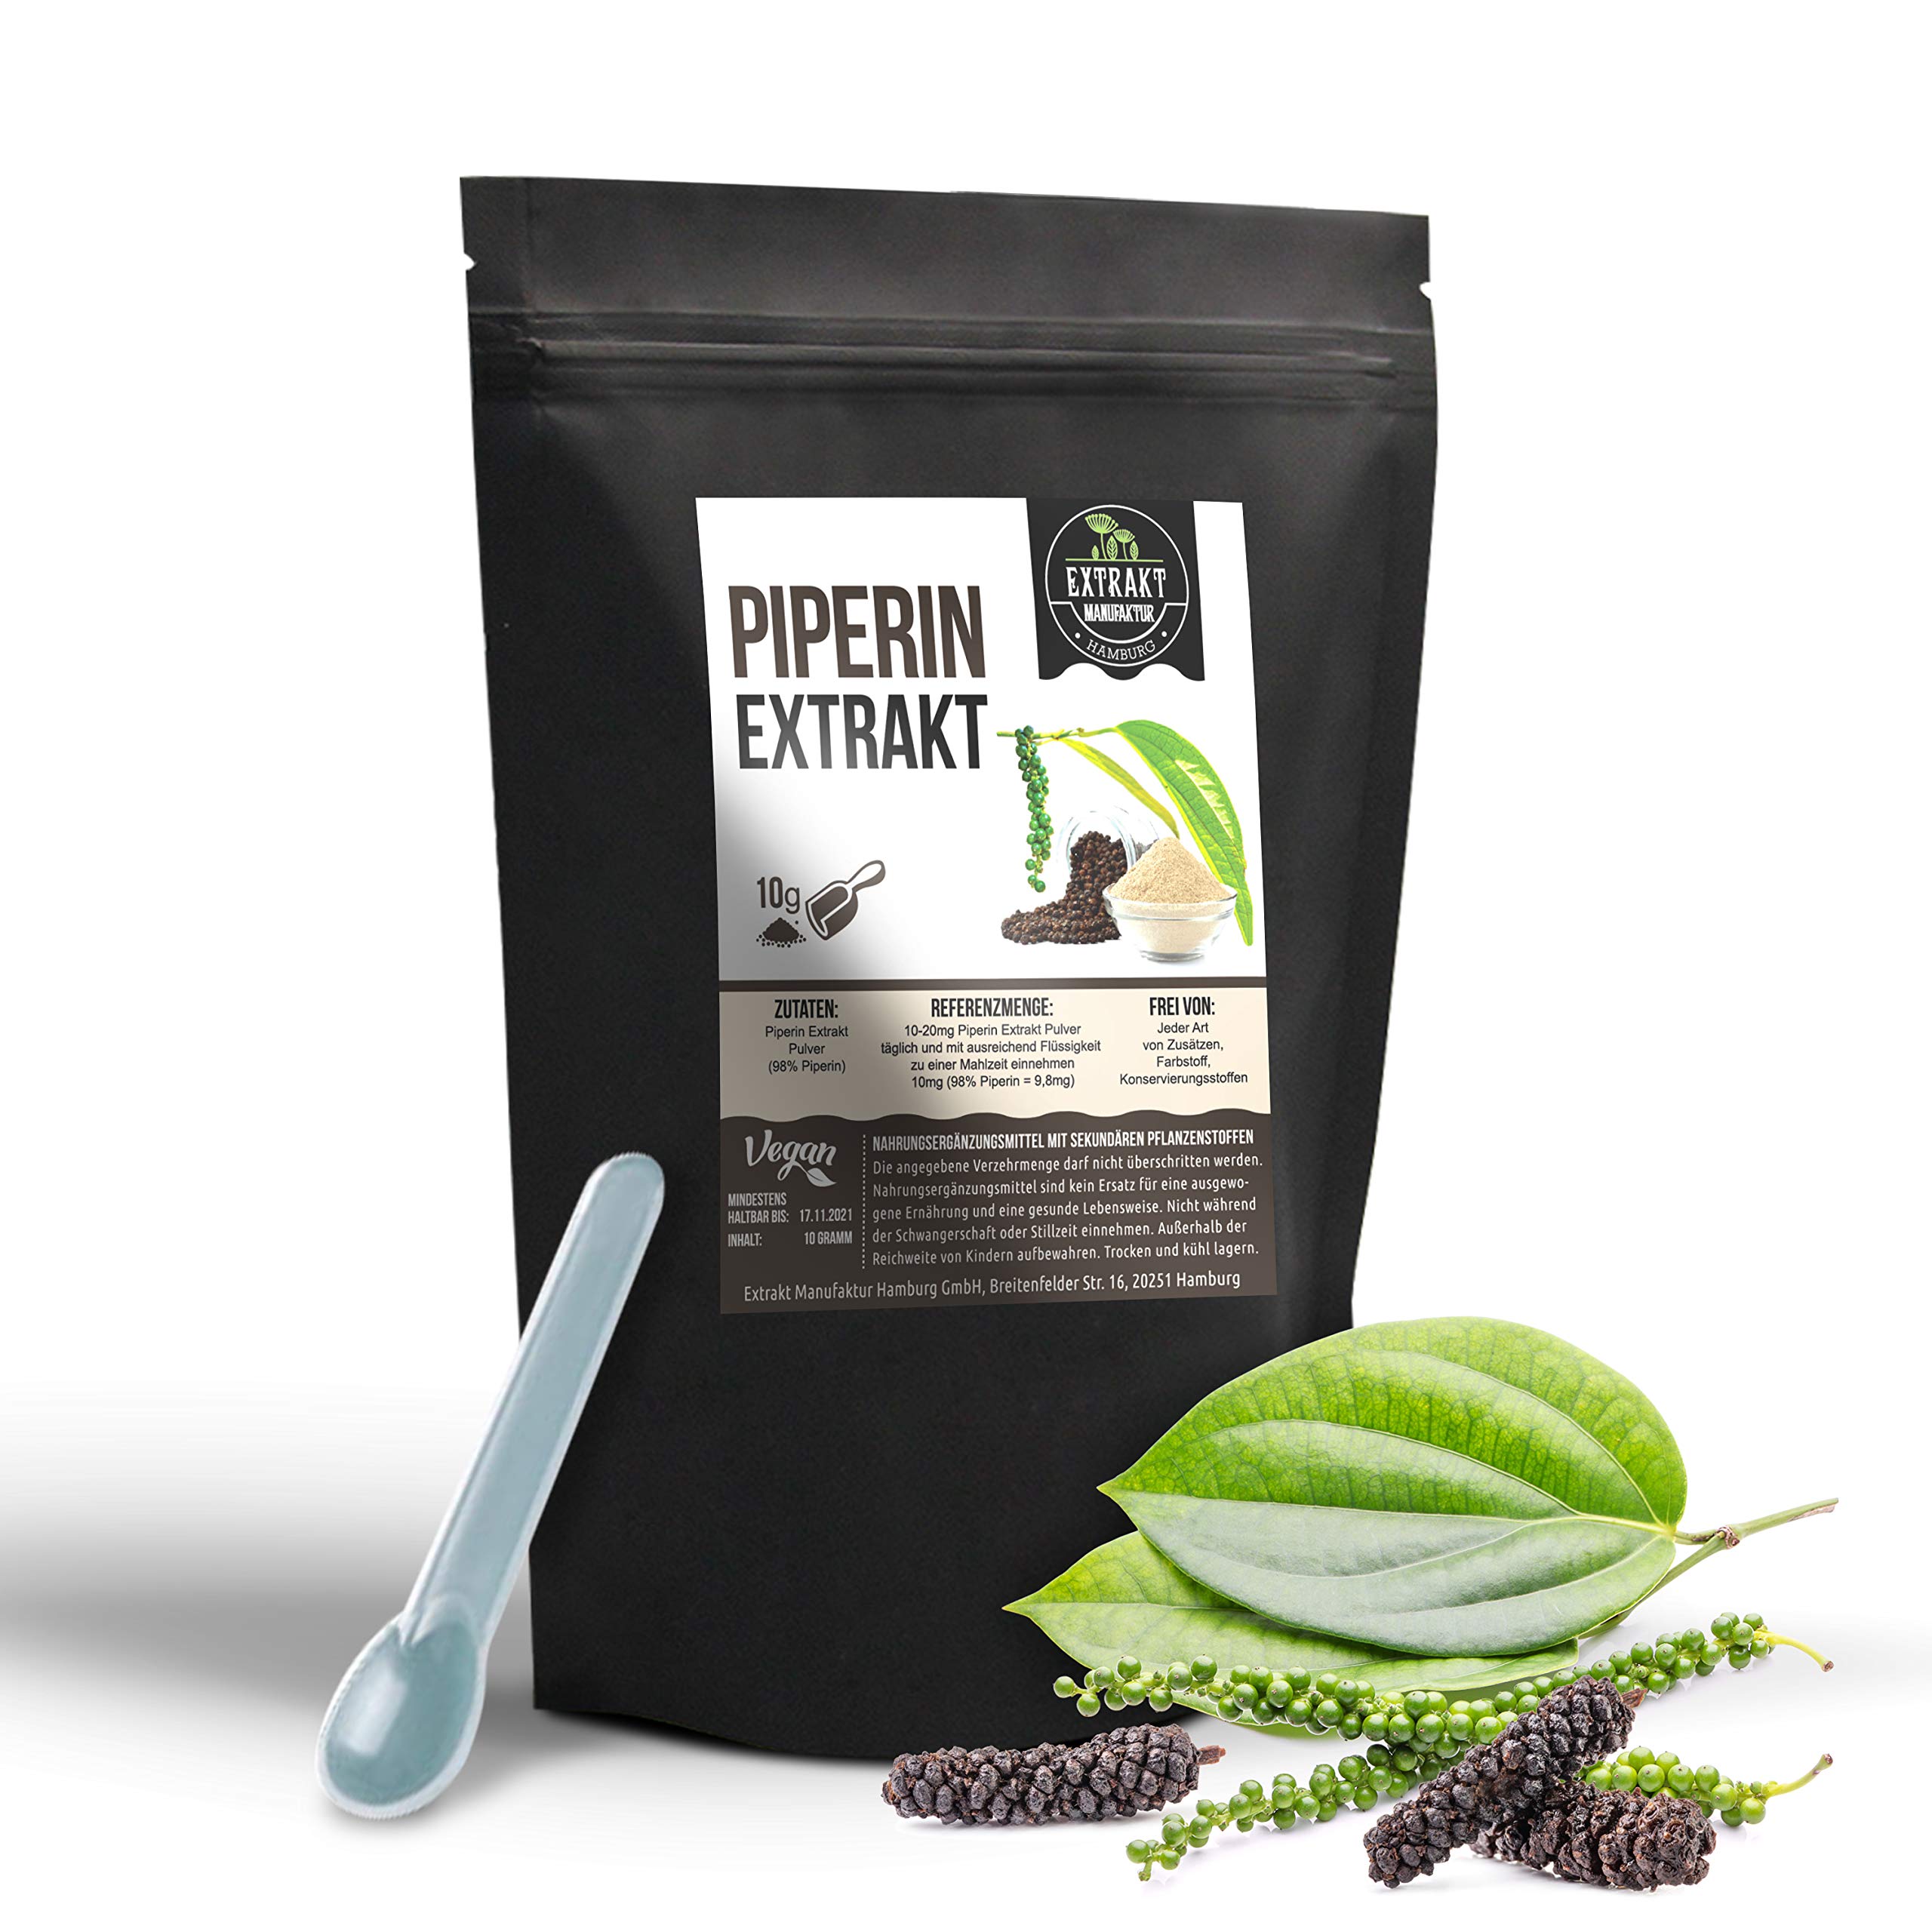 EXTRAKT
MANUFAKTUR
HAMBURG
PIPERIN
EXTRAKT
10g
ZUTATEN:
Piperin Extrakt
Pulver
(98% Piperin)
REFERENZMENGE:
10-20mg Piperin Extrakt Pulver
täglich und mit ausreichend Flüssigkeit
zu einer Mahlzeit einnehmen
10mg (98% Piperin = 9,8mg)
FREI VON:
Jeder Art
von Zusätzen,
Farbstoff,
Konservierungsstoffen
Vegan
MINDESTENS
HALTBAR BIS: 17.11.2021
INHALT: 10 GRAMM
NAHRUNGSERGÄNZUNGSMITTEL MIT SEKUNDÄREN PFLANZENSTOFFEN
Die angegebene Verzehrmenge darf nicht überschritten werden.
Nahrungsergänzungsmittel sind kein Ersatz für eine ausgewo-
gene Ernährung und eine gesunde Lebensweise. Nicht während
der Schwangerschaft oder Stillzeit einnehmen. Außerhalb der
Reichweite von Kindern aufbewahren. Trocken und kühl lagern.
Extrakt Manufaktur Hamburg GmbH, Breitenfelder Str. 16, 20251 Hamburg